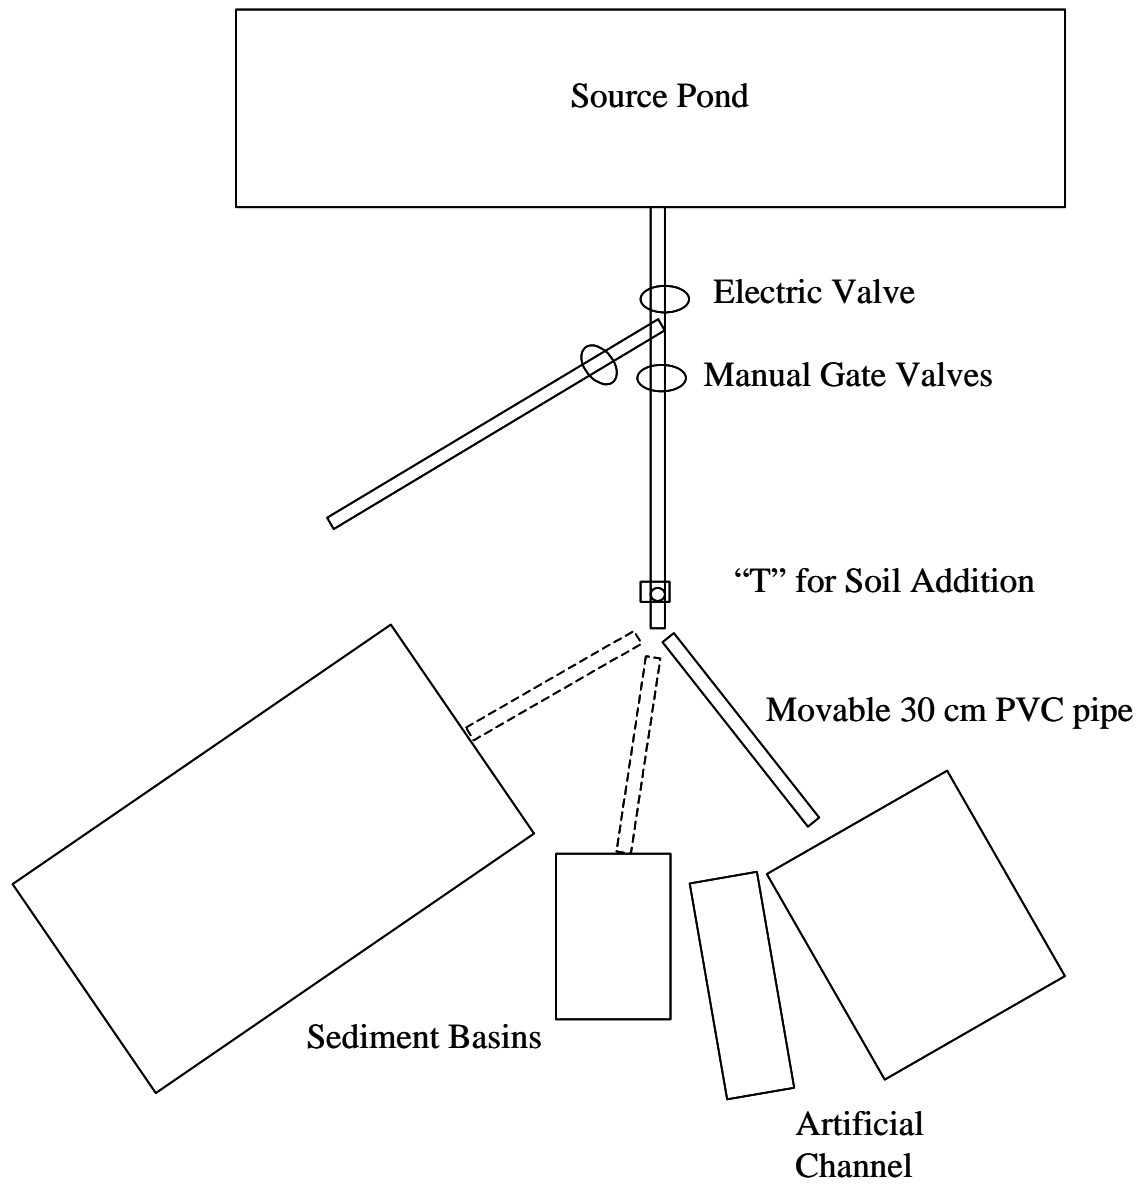 Source Pond
Electric Valve
Manual Gate Valves
“T” for Soil Addition
Movable 30 cm PVC pipe
Sediment Basins
Artificial
Channel